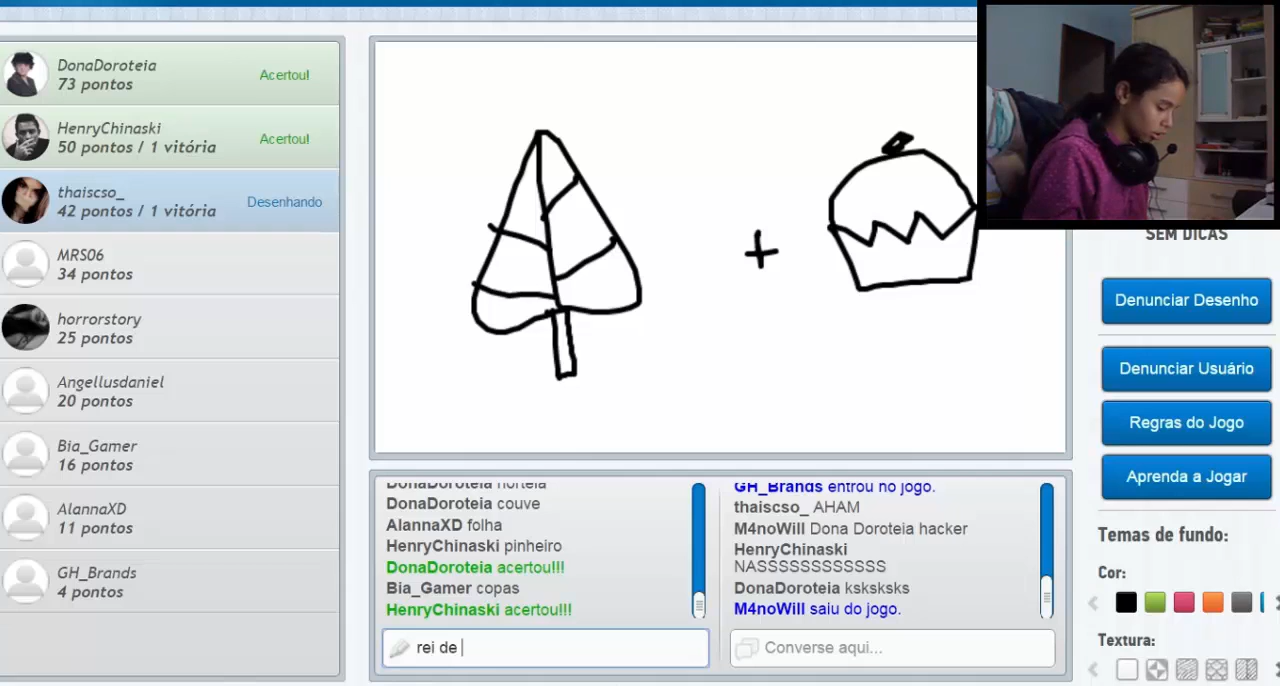 DonaDoroteia
73 pontos
Acertou!
HenryChinaski
50 pontos / 1 vitória
Acertou!
thaiscso_
42 pontos / 1 vitória
Desenhando
MRS06
34 pontos
horrorstory
25 pontos
Angellusdaniel
20 pontos
Bia_Gamer
16 pontos
AlannaXD
11 pontos
GH_Brands
4 pontos
+
DonaDoroteia hortela
DonaDoroteia couve
AlannaXD folha
HenryChinaski pinheiro
DonaDoroteia acertou!!!
Bia_Gamer copas
HenryChinaski acertou!!!
rei de
GH_Brands entrou no jogo.
thaiscso_ AHAM
M4noWill Dona Doroteia hacker
HenryChinaski
NASSSSSSSSSSSS
DonaDoroteia ksksksks
M4noWill saiu do jogo.
Converse aqui...
SEM DICAS
Denunciar Desenho
Denunciar Usuário
Regras do Jogo
Aprenda a Jogar
Temas de fundo:
Cor:
Textura: